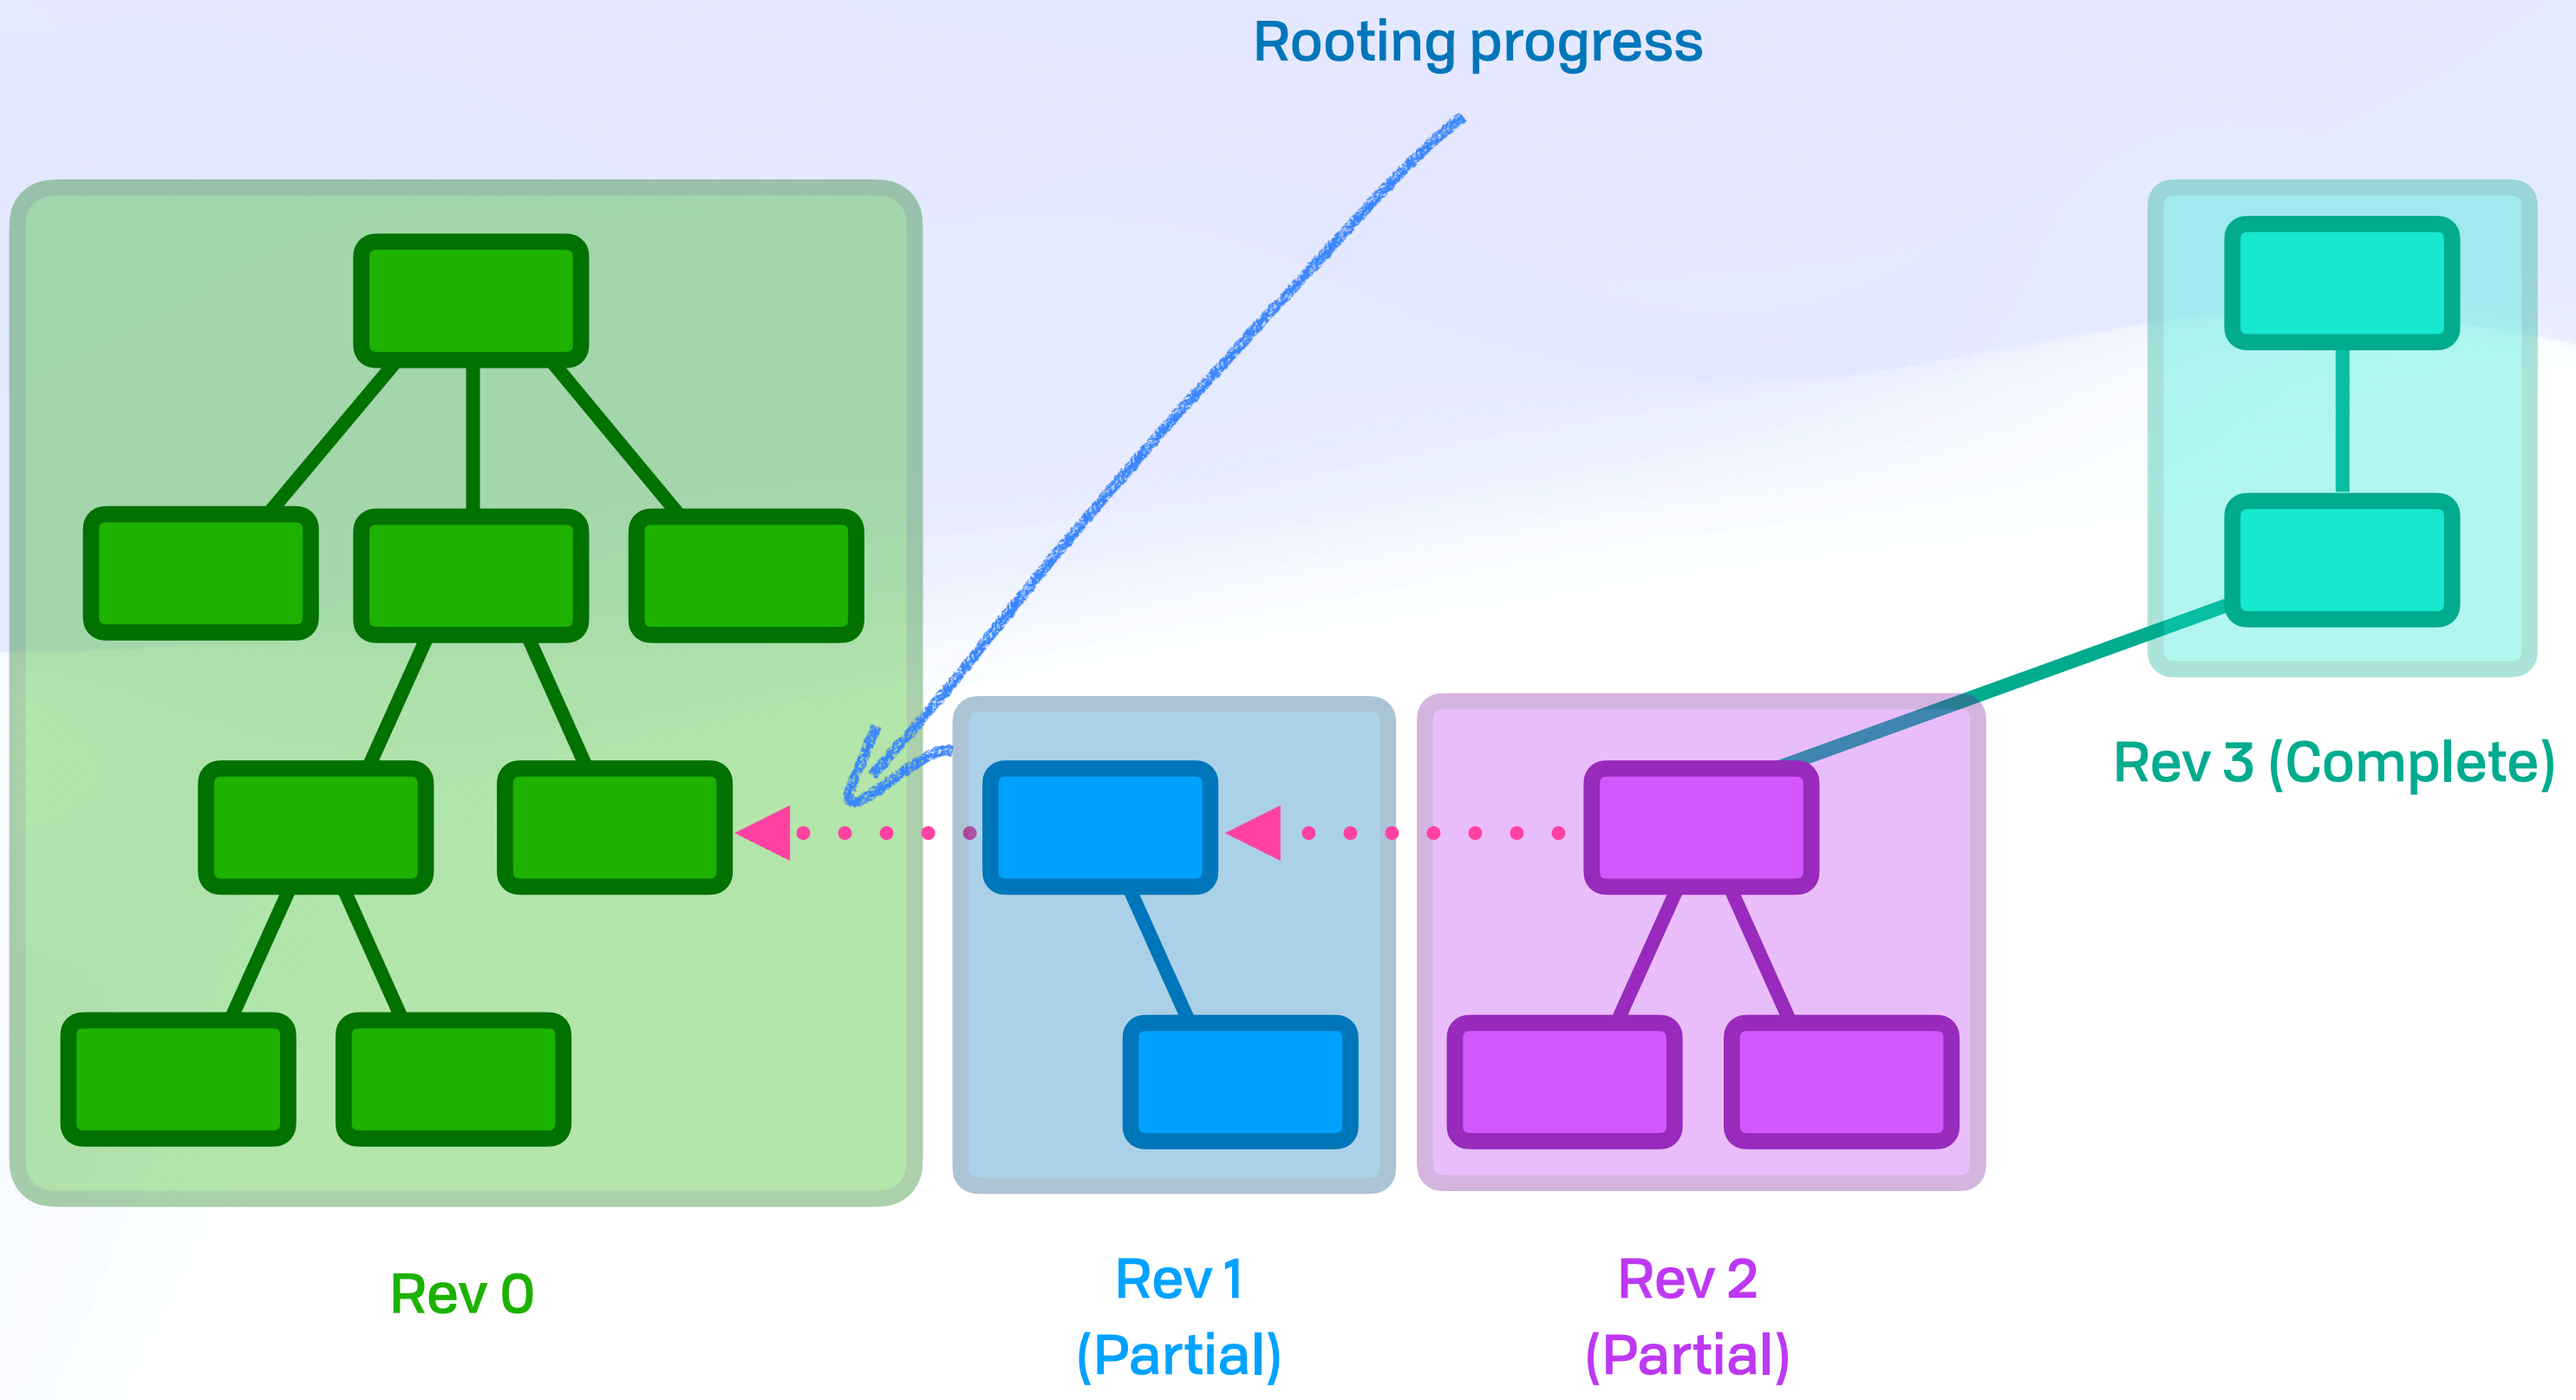 Rooting progress
Rev 3 (Complete)
Rev 0
Rev 1
(Partial)
Rev 2
(Partial)